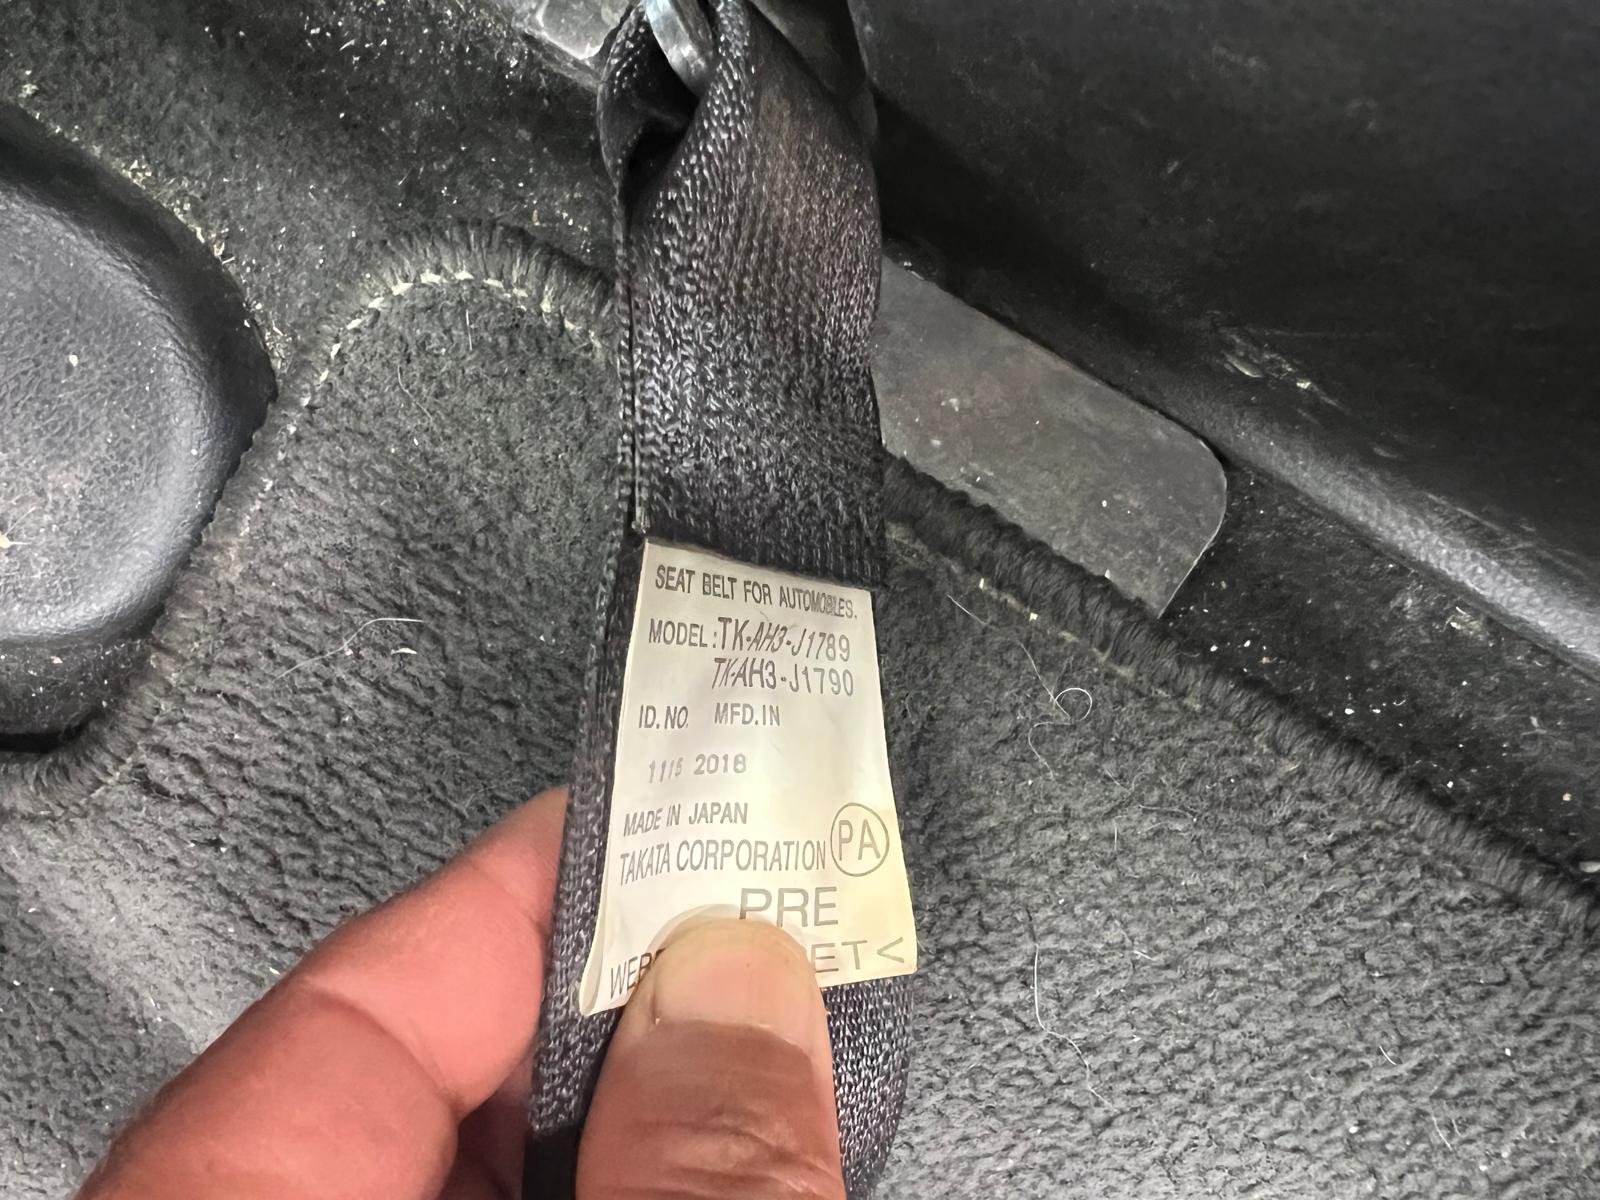 SEAT BELT FOR AUTOMOBILES.
MODEL:TK-AH3-J1789
TK-AH3-J1790
ID. NO. MFD.IN
1115 2018
MADE IN JAPAN
TAKATA CORPORATION PA
PRE